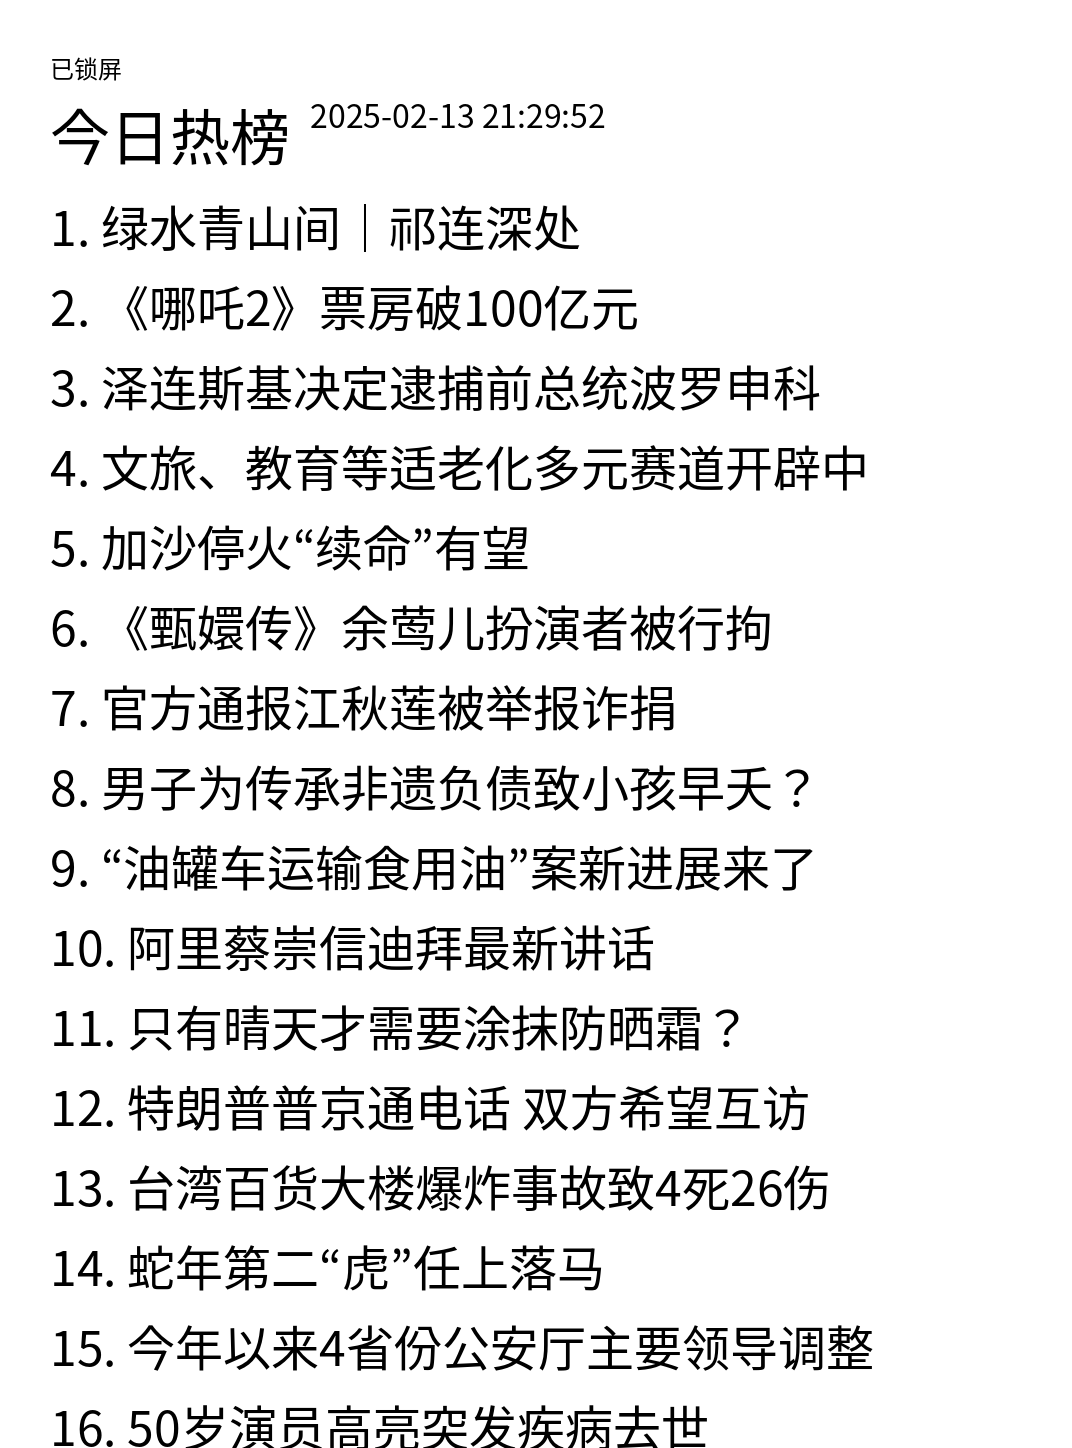 已锁屏
今日热榜 2025-02-13 21:29:52
1. 绿水青山间｜祁连深处
2. 《哪吒2》票房破100亿元
3. 泽连斯基决定逮捕前总统波罗申科
4. 文旅、教育等适老化多元赛道开辟中
5. 加沙停火“续命”有望
6. 《甄嬛传》余莺儿扮演者被行拘
7. 官方通报江秋莲被举报诈捐
8. 男子为传承非遗负债致小孩早夭？
9. “油罐车运输食用油”案新进展来了
10. 阿里蔡崇信迪拜最新讲话
11. 只有晴天才需要涂抹防晒霜？
12. 特朗普普京通电话 双方希望互访
13. 台湾百货大楼爆炸事故致4死26伤
14. 蛇年第二“虎”任上落马
15. 今年以来4省份公安厅主要领导调整
16. 50岁演员高亮突发疾病去世